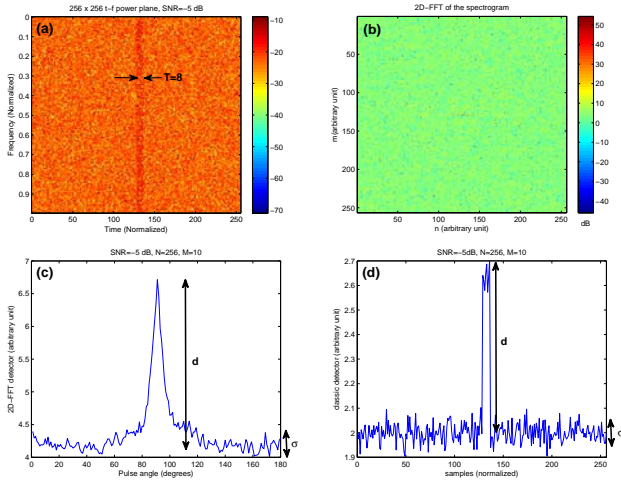 256 x 256 t−f power plane, SNR=−5 dB
(a)
T=8
Frequency (Normalized)
0
0.1
0.2
0.3
0.4
0.5
0.6
0.7
0.8
0.9
0 50 100 150 200 250
Time (Normalized)
−10
−20
−30
−40
−50
−60
−70
2D−FFT of the spectrogram
(b)
m(arbitrary unit)
50
100
150
200
250
50 100 150 200 250
n (arbitrary unit)
50
40
30
20
10
0
−10
−20
−30
−40
dB
SNR=−5 dB, N=256, M=10
(c)
d
σ
2D−FFT detector (arbitrary unit)
7
6.5
6
5.5
5
4.5
4
0 20 40 60 80 100 120 140 160 180
Pulse angle (degrees)
SNR=−5dB, N=256, M=10
(d)
d
classic detector (arbitrary unit)
2.7
2.6
2.5
2.4
2.3
2.2
2.1
2
1.9
0 50 100 150 200 250
samples (normalized)